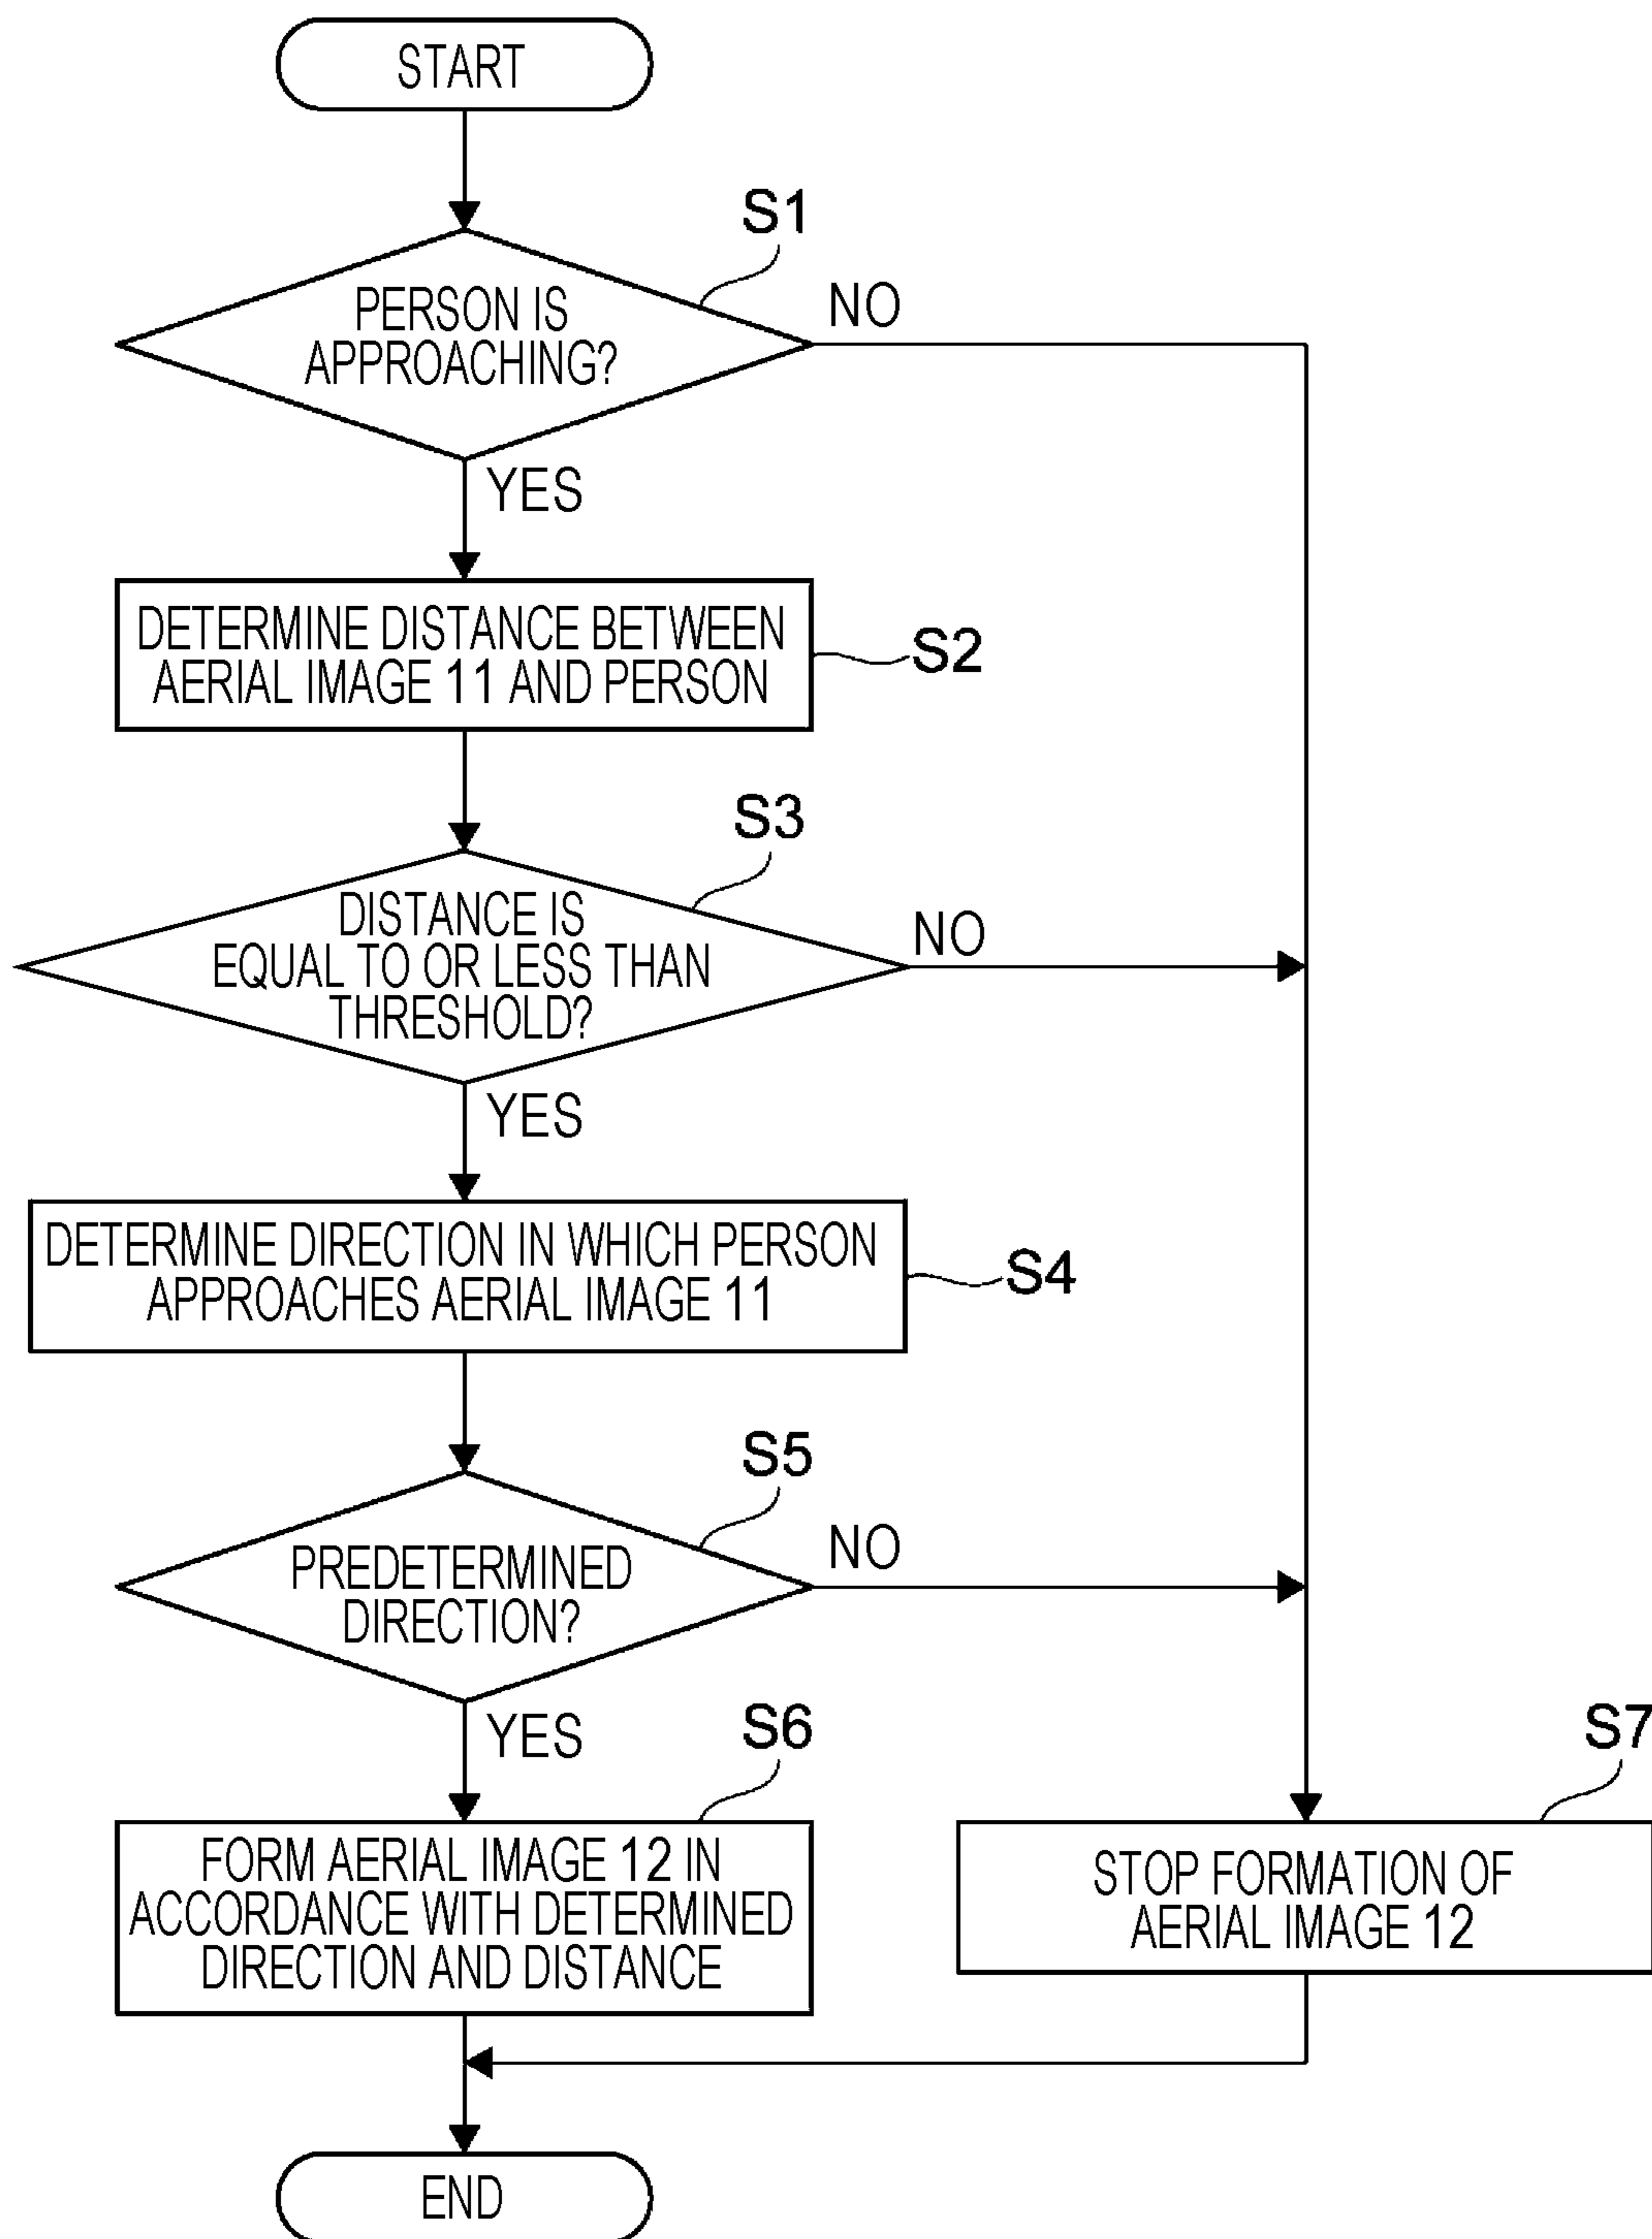 START
S1
PERSON IS
APPROACHING?
NO
YES
DETERMINE DISTANCE BETWEEN
AERIAL IMAGE 11 AND PERSON
S2
S3
DISTANCE IS
EQUAL TO OR LESS THAN
THRESHOLD?
NO
YES
DETERMINE DIRECTION IN WHICH PERSON
APPROACHES AERIAL IMAGE 11
S4
S5
PREDETERMINED
DIRECTION?
NO
YES
S6
FORM AERIAL IMAGE 12 IN
ACCORDANCE WITH DETERMINED
DIRECTION AND DISTANCE
S7
STOP FORMATION OF
AERIAL IMAGE 12
END